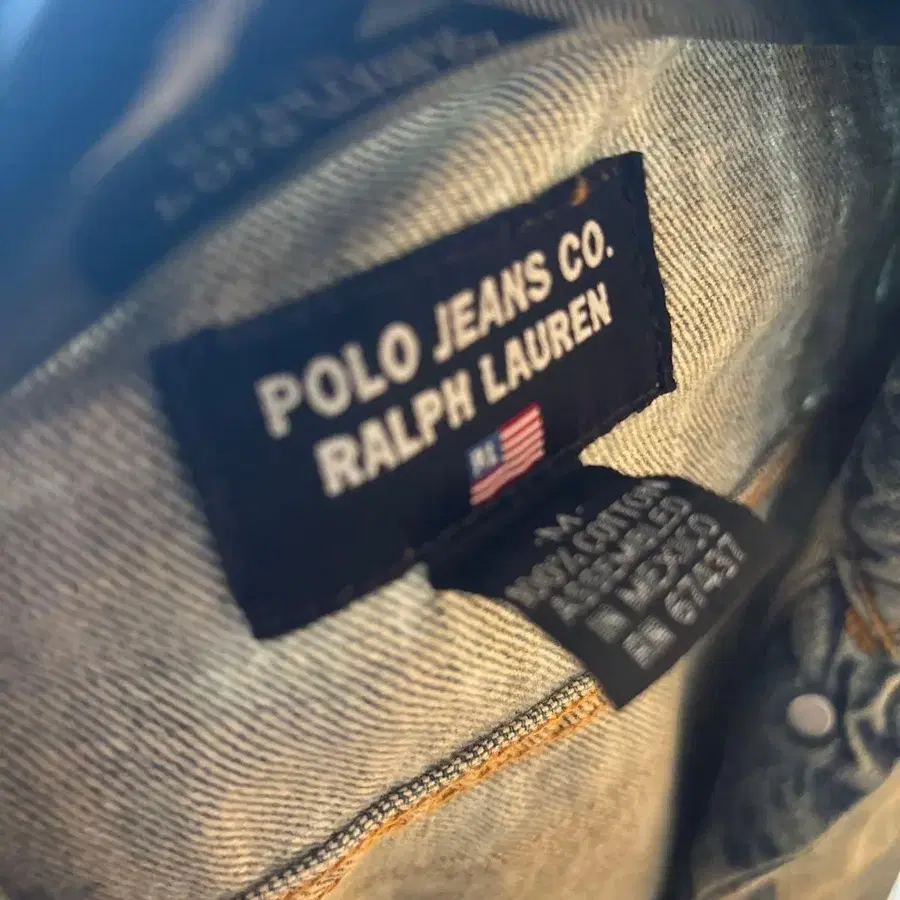 POLO JEANS CO.
RALPH LAUREN
RL
-M-
100% COTTON
ASSEMBLED
IN MEXICO
RN 67437